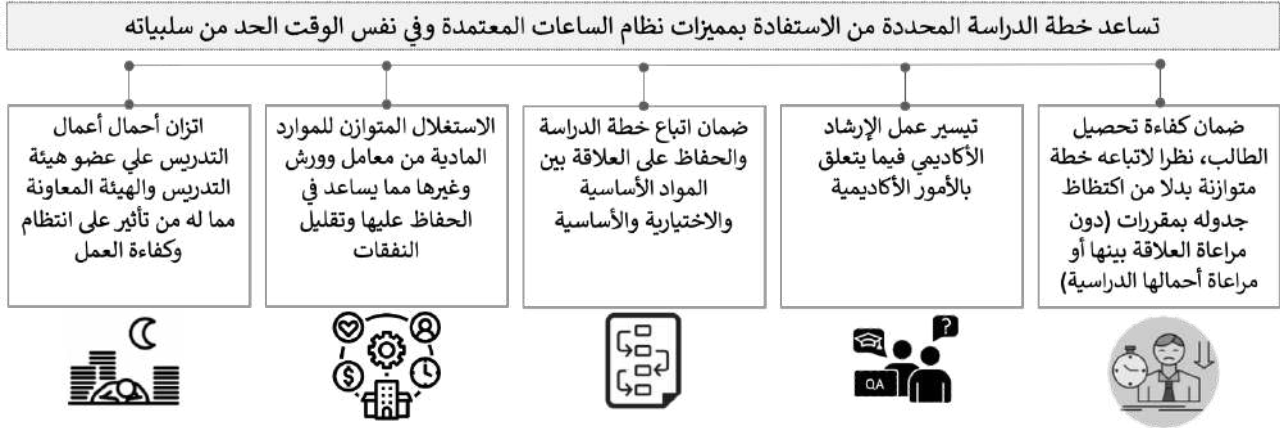 تساعد خطة الدراسة المحددة من الاستفادة بمميزات نظام الساعات المعتمدة وفي نفس الوقت الحد من سلبياته
ضمان كفاءة تحصيل
الطالب، نظرا لاتباعه خطة
متوازنة بدلا من اكتظاظ
جدوله بمقررات (دون
مراعاة العلاقة بينها أو
مراعاة أحمالها الدراسية)
تيسير عمل الإرشاد
الأكاديمي فيما يتعلق
بالأمور الأكاديمية
ضمان اتباع خطة الدراسة
والحفاظ على العلاقة بين
المواد الأساسية
والاختيارية والأساسية
الاستغلال المتوازن للموارد
المادية من معامل وورش
وغيرها مما يساعد في
الحفاظ عليها وتقليل
النفقات
اتزان أحمال أعمال
التدريس علي عضو هيئة
التدريس والهيئة المعاونة
مما له من تأثير على انتظام
وكفاءة العمل
?
QA
$